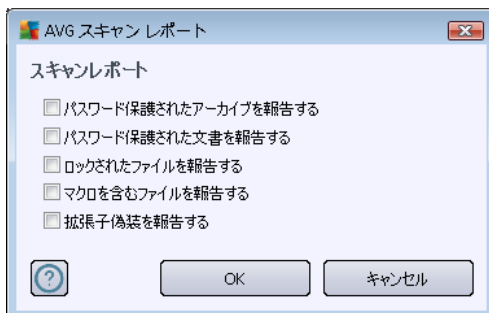 AVG スキャン レポート
スキャンレポート
パスワード保護されたアーカイブを報告する
パスワード保護された文書を報告する
ロックされたファイルを報告する
マクロを含むファイルを報告する
拡張子偽装を報告する
?
OK
キャンセル